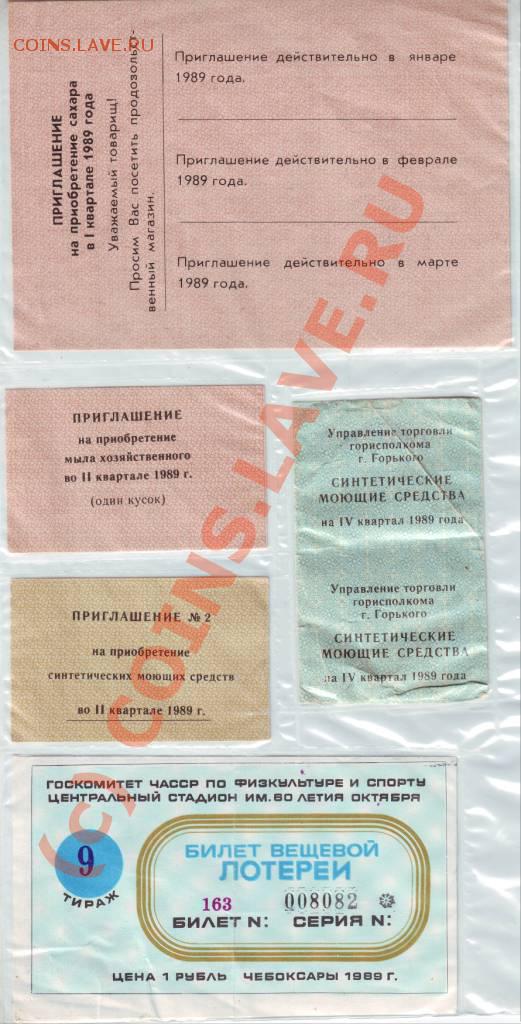 COINS.LAVE.RU
ПРИГЛАШЕНИЕ
на приобретение сахара
в I квартале 1989 года
Уважаемый товарищ!
Просим Вас посетить продовольст-
венный магазин.
Приглашение действительно в январе
1989 года.
Приглашение действительно в феврале
1989 года.
Приглашение действительно в марте
1989 года.
ПРИГЛАШЕНИЕ
на приобретение
мыла хозяйственного
во II квартале 1989 г.
(один кусок)
Управление торговли
горисполкома
г. Горького
СИНТЕТИЧЕСКИЕ
МОЮЩИЕ СРЕДСТВА
на IV квартал 1989 года
Управление торговли
горисполкома
г. Горького
СИНТЕТИЧЕСКИЕ
МОЮЩИЕ СРЕДСТВА
на IV квартал 1989 года
ПРИГЛАШЕНИЕ № 2
на приобретение
синтетических моющих средств
во II квартале 1989 г.
ГОСКОМИТЕТ ЧАССР ПО ФИЗКУЛЬТУРЕ И СПОРТУ
ЦЕНТРАЛЬНЫЙ СТАДИОН ИМ. 60 ЛЕТИЯ ОКТЯБРЯ
9
ТИРАЖ
БИЛЕТ ВЕЩЕВОЙ
ЛОТЕРЕИ
163 008082
БИЛЕТ N: СЕРИЯ N:
ЦЕНА 1 РУБЛЬ ЧЕБОКСАРЫ 1989 Г.
(c) COINS.LAVE.RU